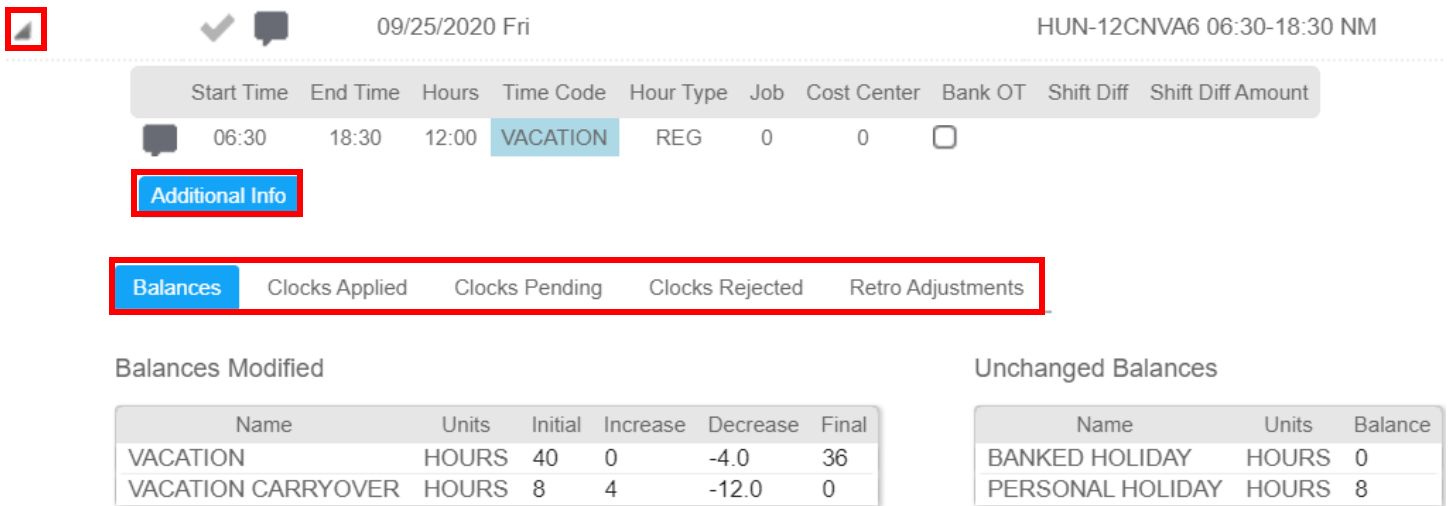 09/25/2020 Fri HUN-12CNVA6 06:30-18:30 NM
Start Time End Time Hours Time Code Hour Type Job Cost Center Bank OT Shift Diff Shift Diff Amount
06:30 18:30 12:00 VACATION REG 0 0
Additional Info
Balances Clocks Applied Clocks Pending Clocks Rejected Retro Adjustments
Balances Modified Unchanged Balances
Name Units Initial Increase Decrease Final Name Units Balance
VACATION HOURS 40 0 -4.0 36 BANKED HOLIDAY HOURS 0
VACATION CARRYOVER HOURS 8 4 -12.0 0 PERSONAL HOLIDAY HOURS 8